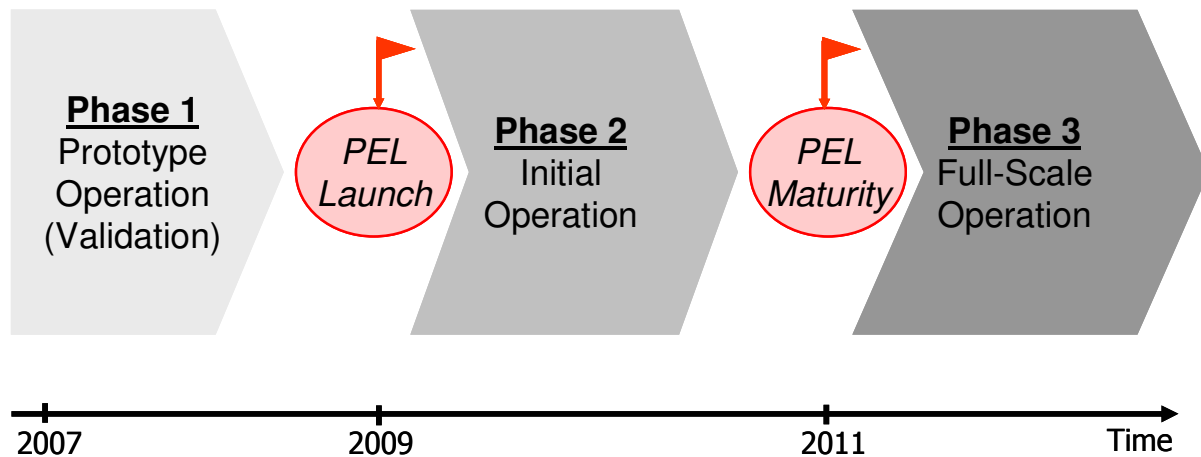 Phase 1
Prototype
Operation
(Validation)
PEL
Launch
Phase 2
Initial
Operation
PEL
Maturity
Phase 3
Full-Scale
Operation
2007
2009
2011
Time